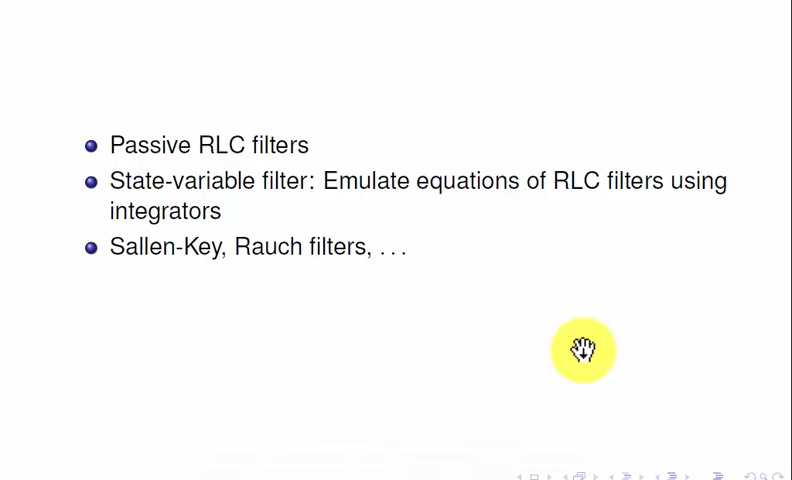 Passive RLC filters
State-variable filter: Emulate equations of RLC filters using
integrators
Sallen-Key, Rauch filters, ...